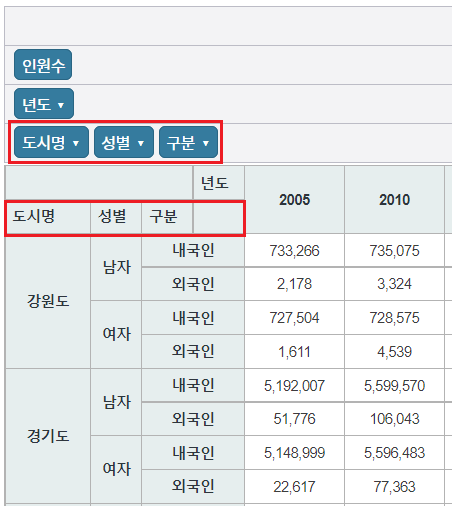 인원수
년도 ▾
도시명 ▾ 성별 ▾ 구분 ▾
년도 2005 2010
도시명 성별 구분
강원도 남자 내국인 733,266 735,075
외국인 2,178 3,324
여자 내국인 727,504 728,575
외국인 1,611 4,539
경기도 남자 내국인 5,192,007 5,599,570
외국인 51,776 106,043
여자 내국인 5,148,999 5,596,483
외국인 22,617 77,363